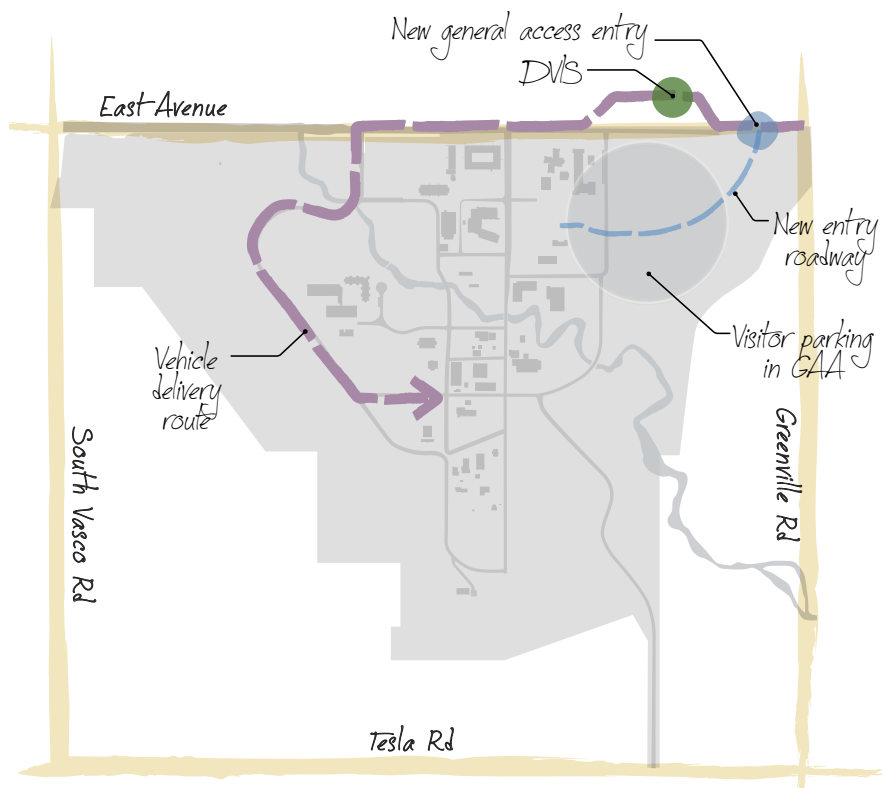 New general access entry
DVIS
East Avenue
New entry
roadway
Visitor parking
in GAA
Vehicle
delivery
route
South Vasco Rd
Greenville Rd
Tesla Rd